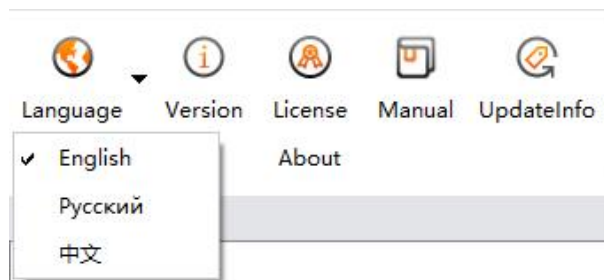 Language Version License Manual UpdateInfo
English About
Русский
中文